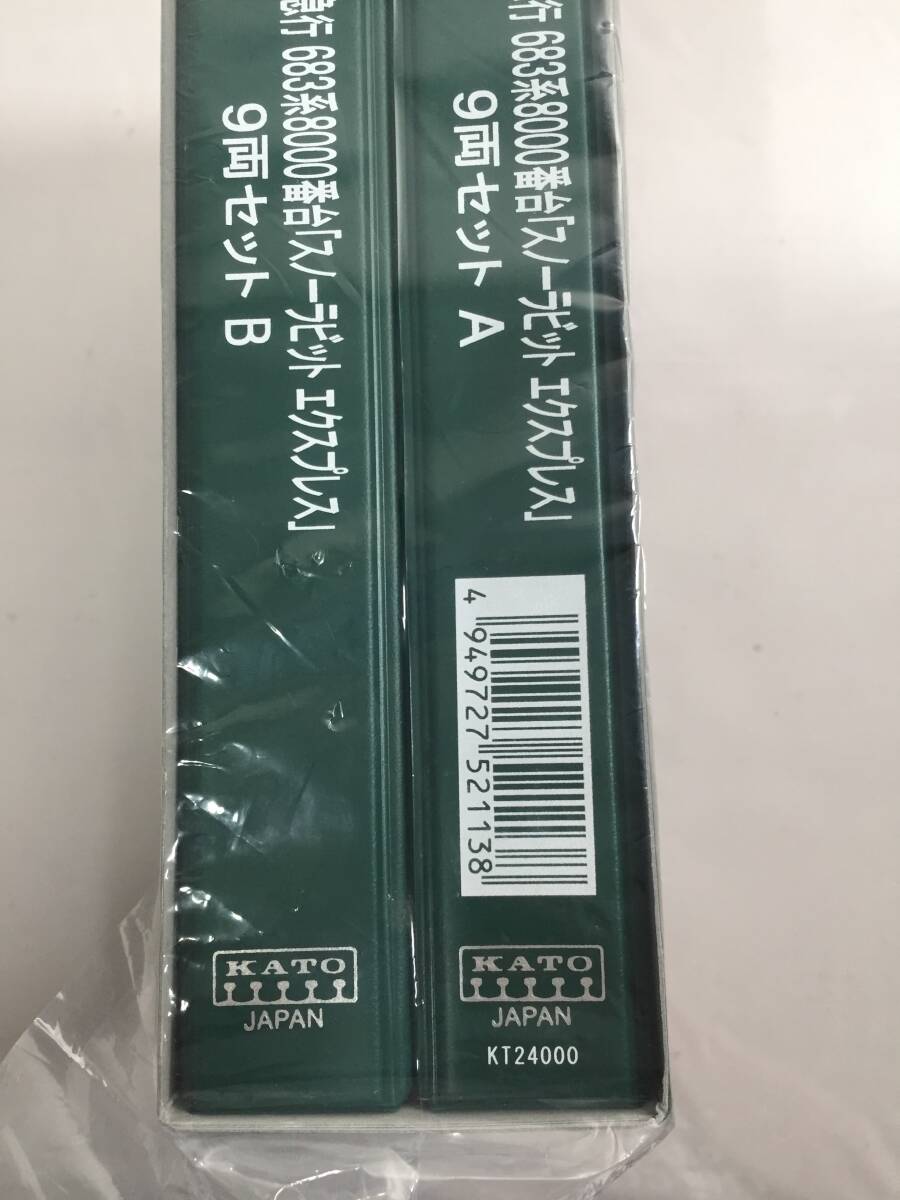 急行 683系8000番台「スノーラビット エクスプレス」
9両セット B
KATO
JAPAN
行 683系8000番台「スノーラビット エクスプレス」
9両セット A
4 949727 521138
KATO
JAPAN
KT24000